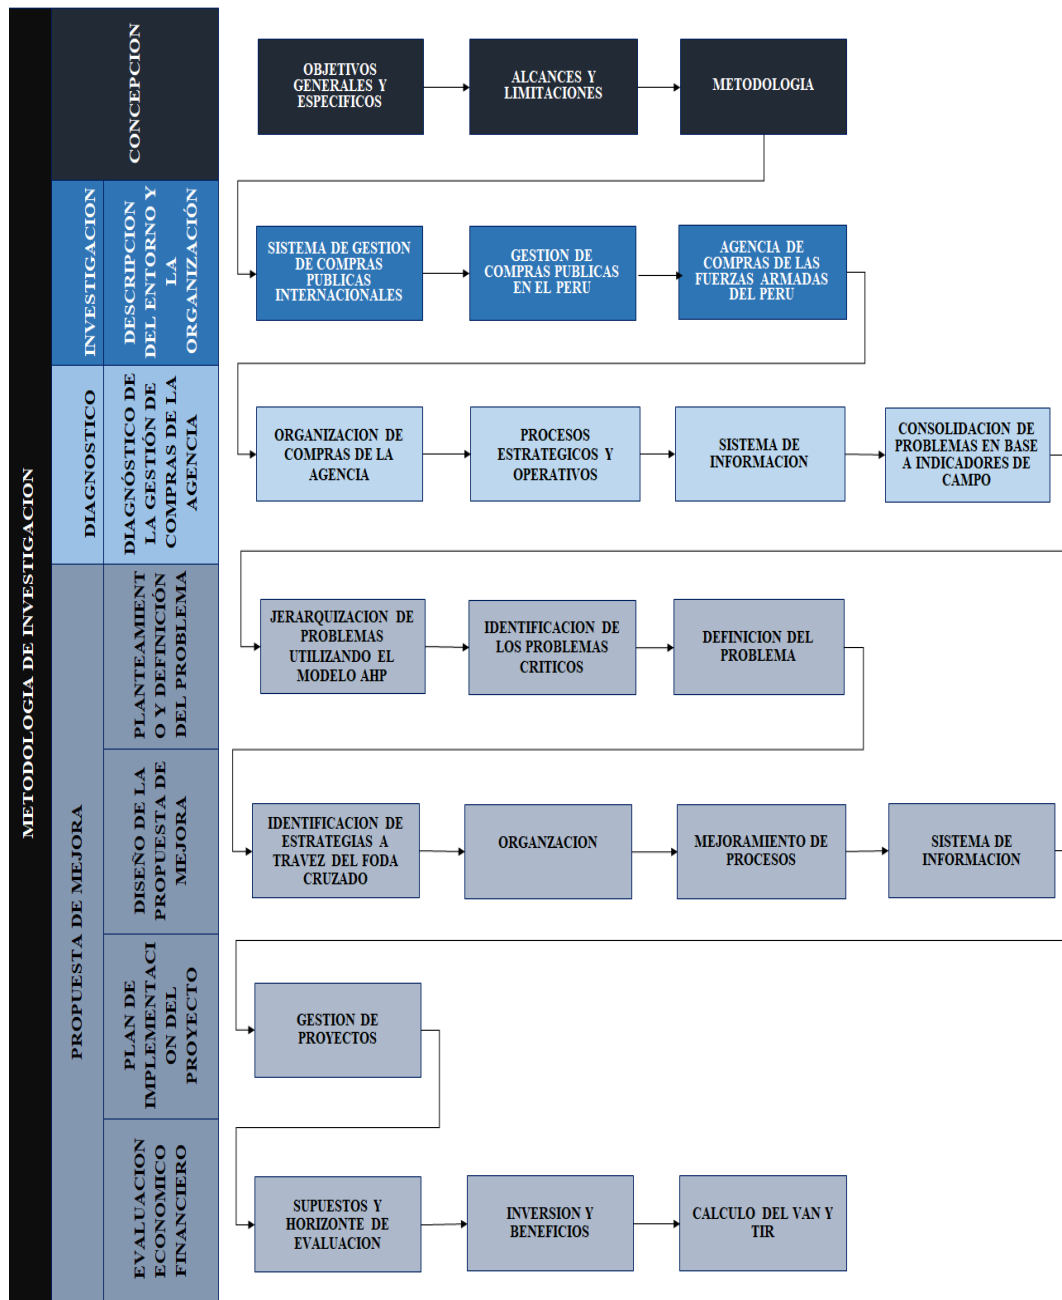 METODOLOGIA DE INVESTIGACION
CONCEPCION
OBJETIVOS
GENERALES Y
ESPECIFICOS
ALCANCES Y
LIMITACIONES
METODOLOGIA
INVESTIGACION
DESCRIPCION
DEL ENTORNO Y
LA
ORGANIZACIÓN
SISTEMA DE GESTION
DE COMPRAS
PUBLICAS
INTERNACIONALES
GESTION DE
COMPRAS PUBLICAS
EN EL PERU
AGENCIA DE
COMPRAS DE LAS
FUERZAS ARMADAS
DEL PERU
DIAGNOSTICO
DIAGNÓSTICO DE
LA GESTIÓN DE
COMPRAS DE LA
AGENCIA
ORGANIZACION DE
COMPRAS DE LA
AGENCIA
PROCESOS
ESTRATEGICOS Y
OPERATIVOS
SISTEMA DE
INFORMACION
CONSOLIDACION DE
PROBLEMAS EN BASE
A INDICADORES DE
CAMPO
PROPUESTA DE MEJORA
PLANTEAMIENT
O Y DEFINICIÓN
DEL PROBLEMA
JERARQUIZACION DE
PROBLEMAS
UTILIZANDO EL
MODELO AHP
IDENTIFICACION DE
LOS PROBLEMAS
CRITICOS
DEFINICION DEL
PROBLEMA
DISEÑO DE LA
PROPUESTA DE
MEJORA
IDENTIFICACION DE
ESTRATEGIAS A
TRAVEZ DEL FODA
CRUZADO
ORGANZACION
MEJORAMIENTO DE
PROCESOS
SISTEMA DE
INFORMACION
PLAN DE
IMPLEMENTACI
ON DEL
PROYECTO
GESTION DE
PROYECTOS
EVALUACION
ECONOMICO
FINANCIERO
SUPUESTOS Y
HORIZONTE DE
EVALUACION
INVERSION Y
BENEFICIOS
CALCULO DEL VAN Y
TIR